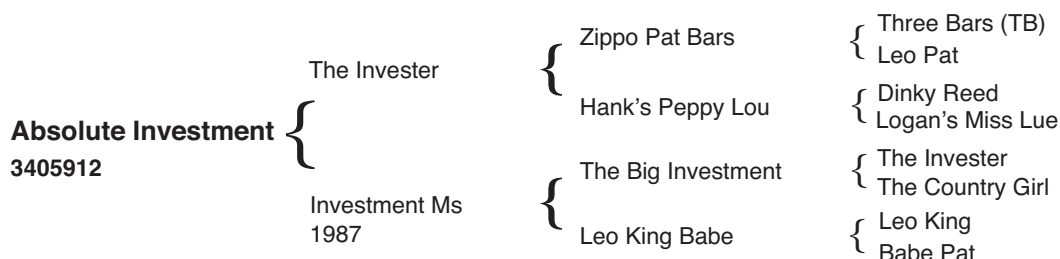 Absolute Investment
3405912
The Invester
Investment Ms
1987
Zippo Pat Bars
Hank's Peppy Lou
The Big Investment
Leo King Babe
Three Bars (TB)
Leo Pat
Dinky Reed
Logan's Miss Lue
The Invester
The Country Girl
Leo King
Babe Pat